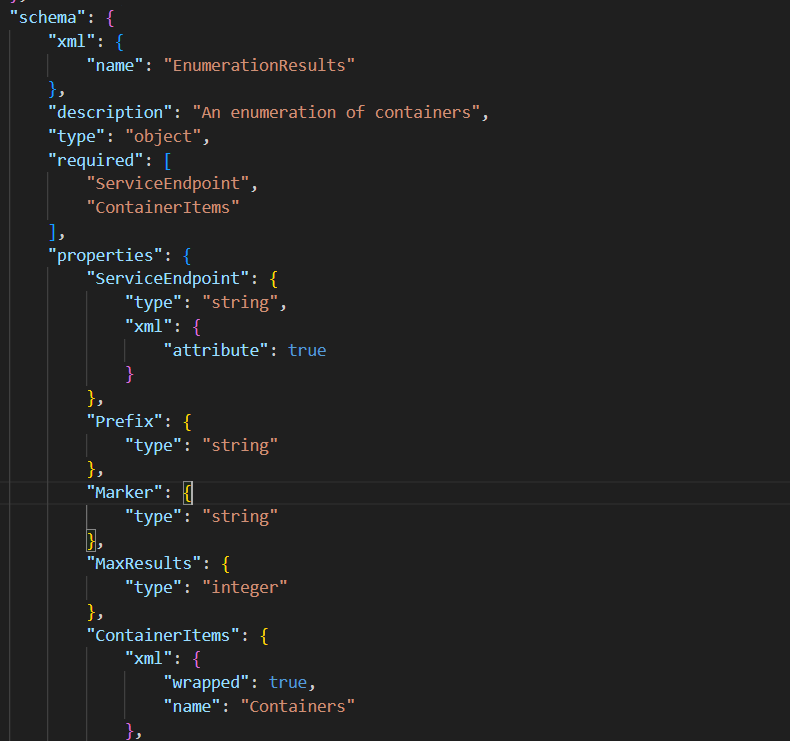 "schema": {
"xml": {
"name": "EnumerationResults"
},
"description": "An enumeration of containers",
"type": "object",
"required": [
"ServiceEndpoint",
"ContainerItems"
],
"properties": {
"ServiceEndpoint": {
"type": "string",
"xml": {
"attribute": true
}
},
"Prefix": {
"type": "string"
},
"Marker": {
"type": "string"
},
"MaxResults": {
"type": "integer"
},
"ContainerItems": {
"xml": {
"wrapped": true,
"name": "Containers"
},